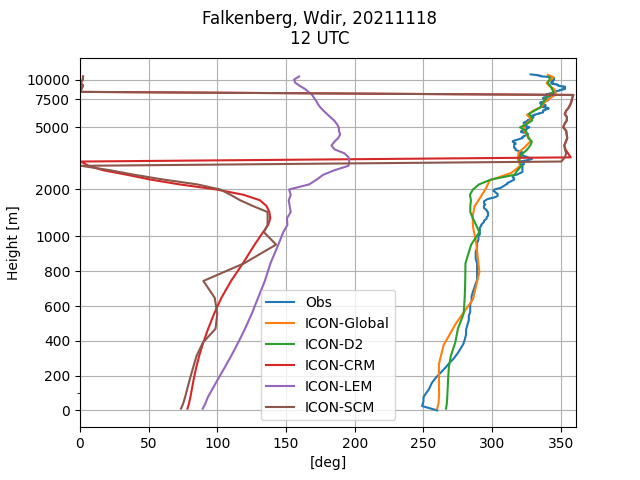 Falkenberg, Wdir, 20211118
12 UTC
10000
7500
5000
2000
1000
800
600
400
200
0
Height [m]
Obs
ICON-Global
ICON-D2
ICON-CRM
ICON-LEM
ICON-SCM
0 50 100 150 200 250 300 350
[deg]